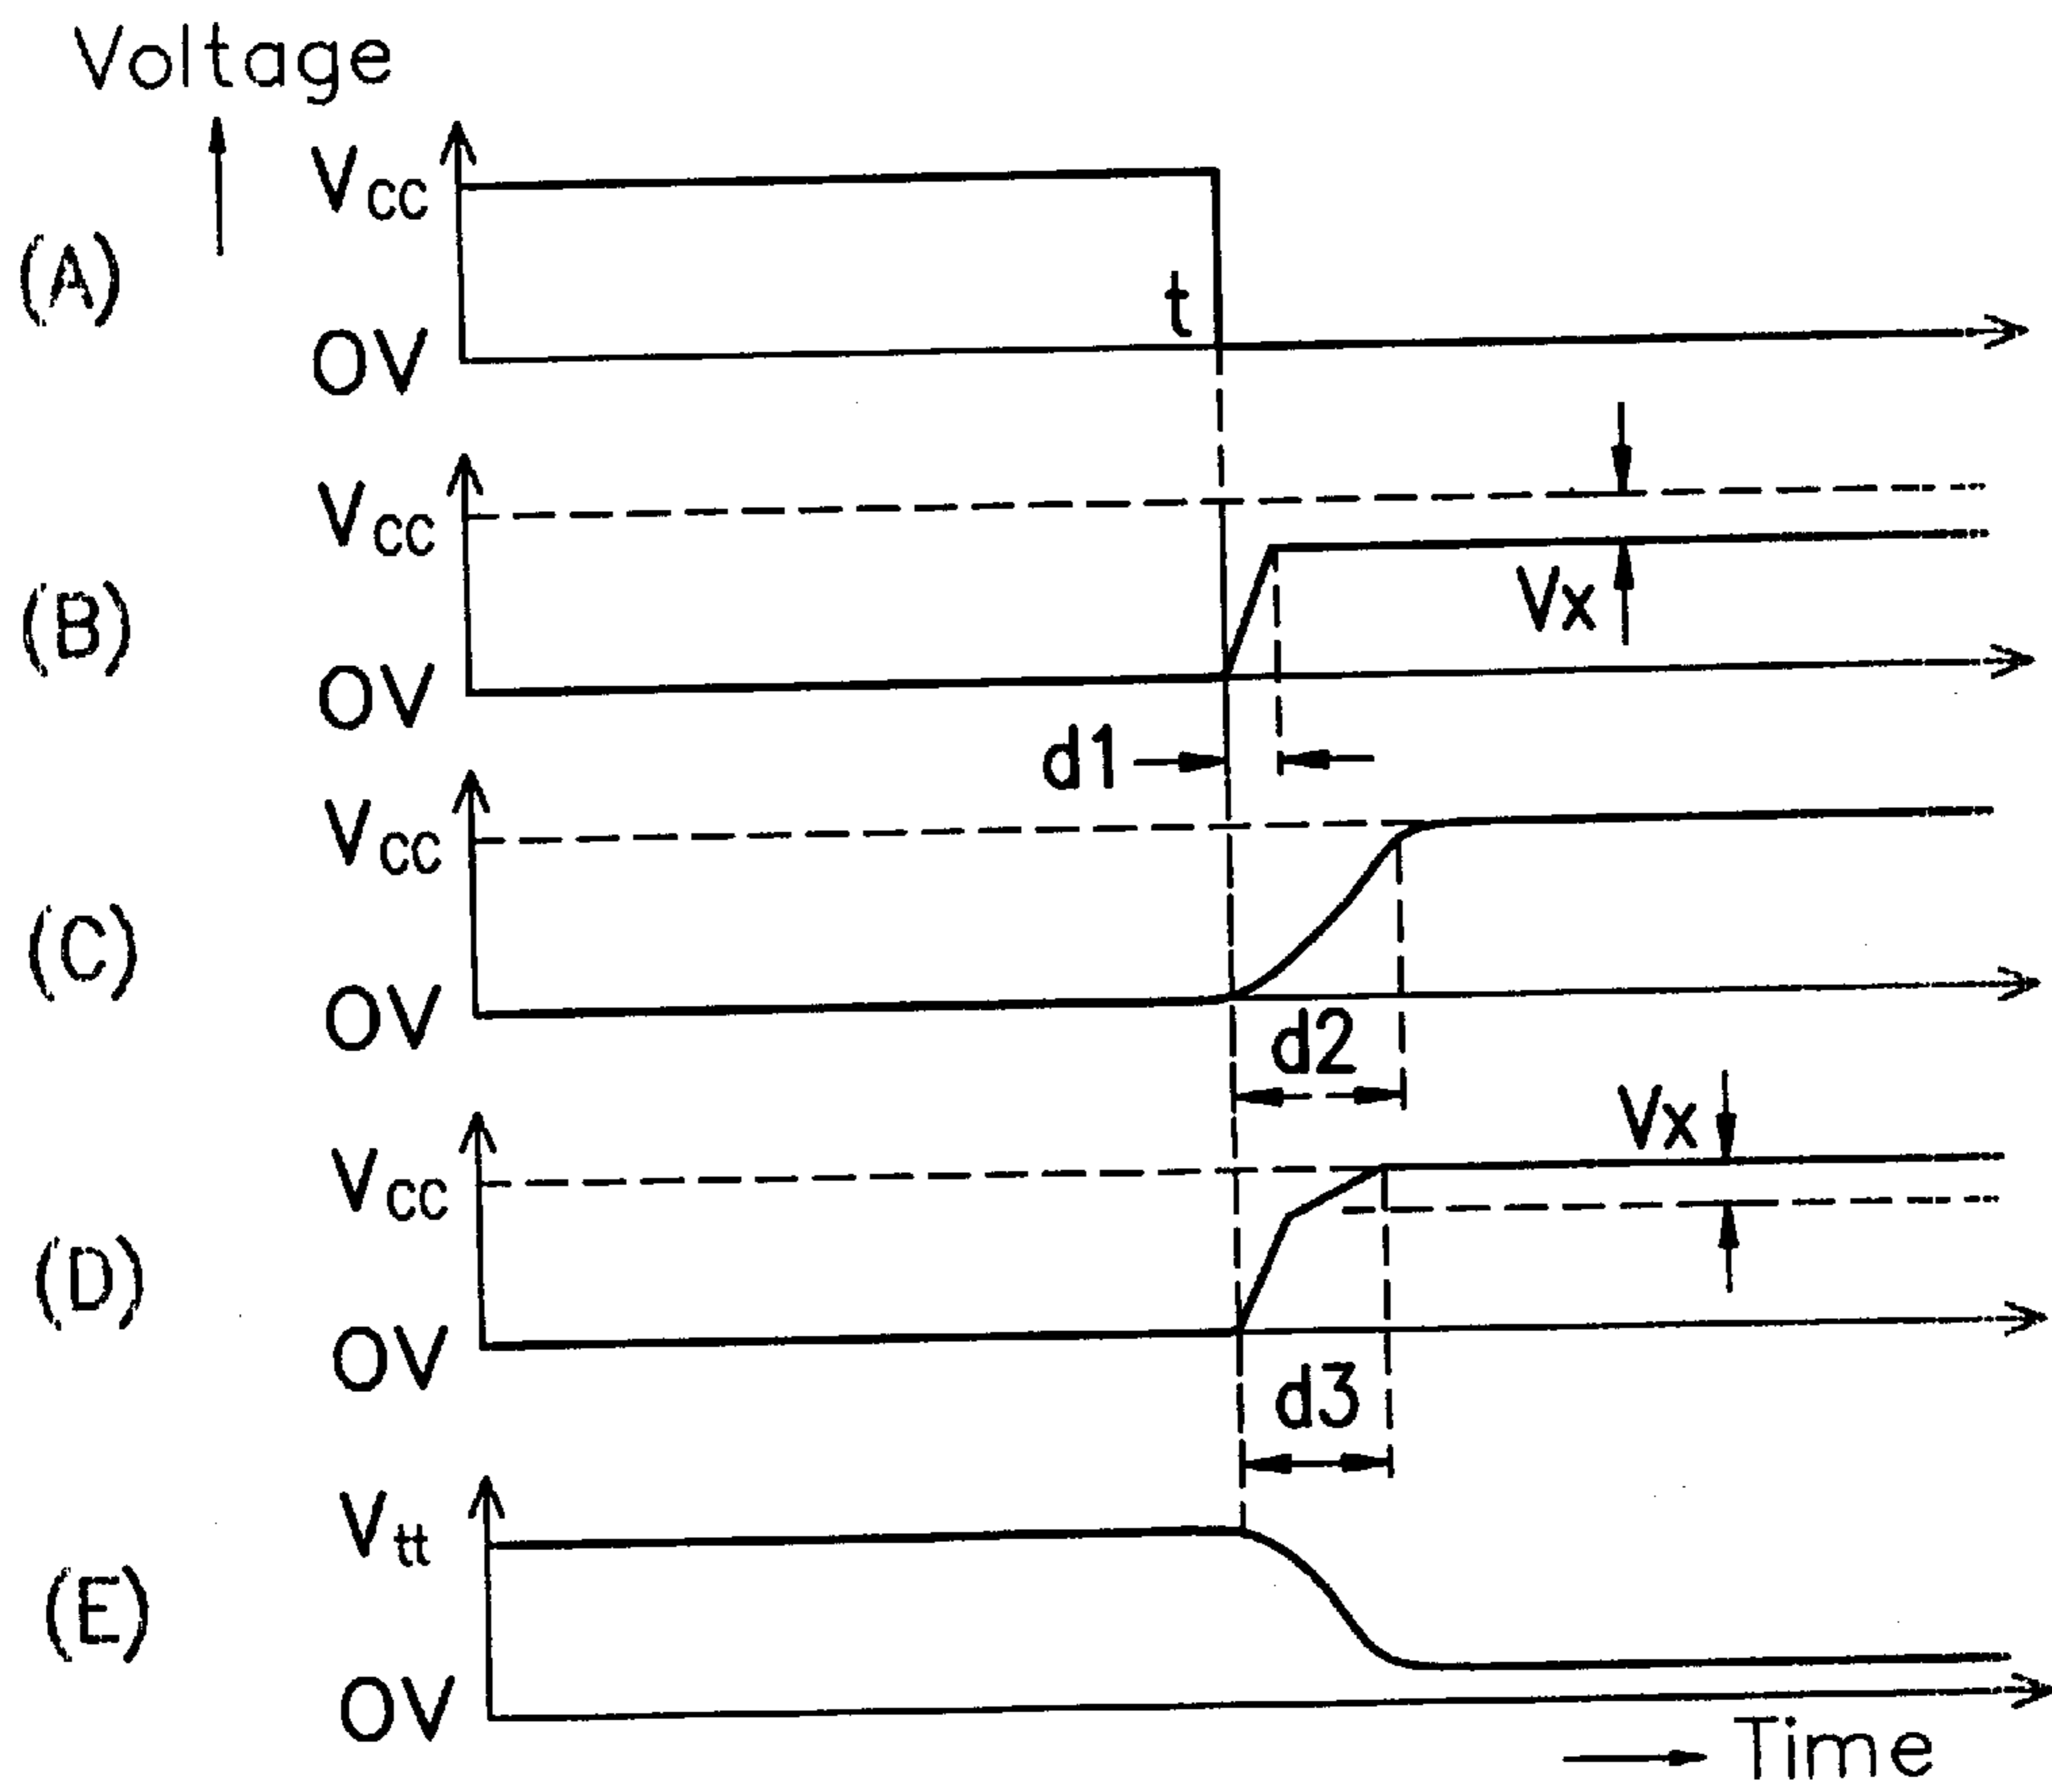 Voltage
(A)
Vcc
0V
t
(B)
Vcc
0V
Vx
d1
(C)
Vcc
0V
d2
(D)
Vcc
0V
Vx
d3
(E)
Vtt
0V
Time